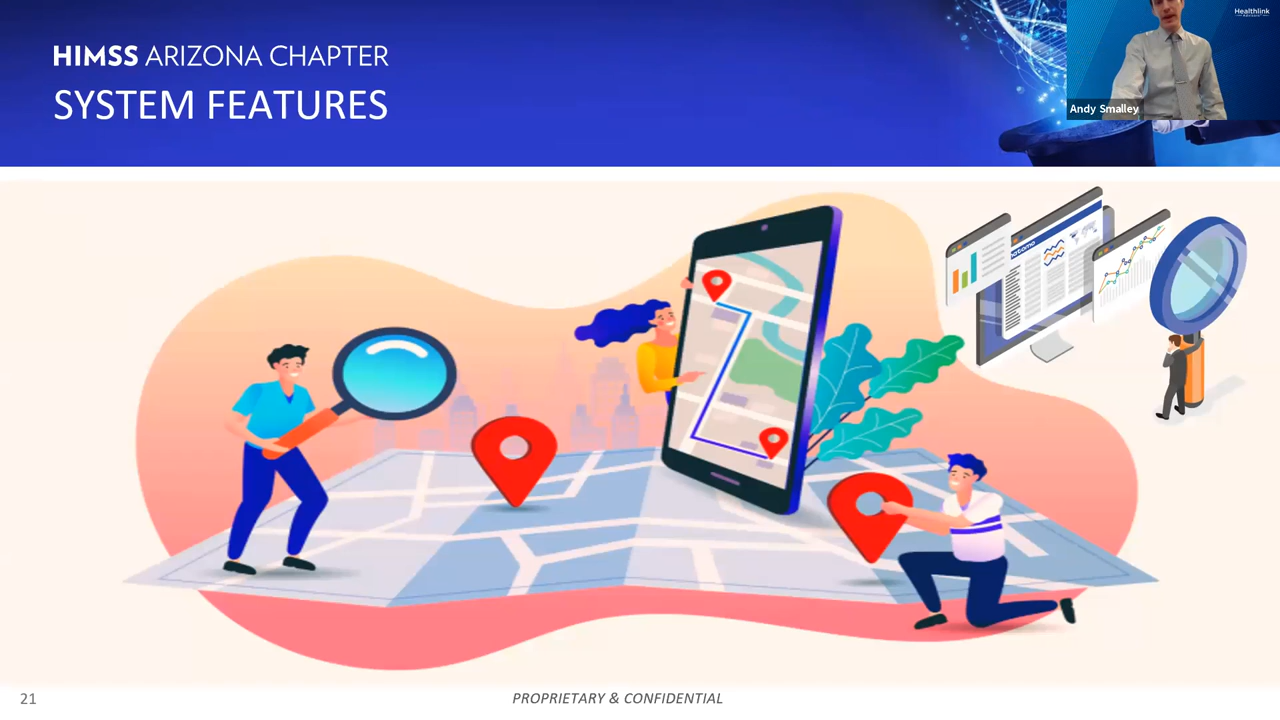 HIMSS ARIZONA CHAPTER
SYSTEM FEATURES
Healthlink
Andy Smalley
21
PROPRIETARY & CONFIDENTIAL